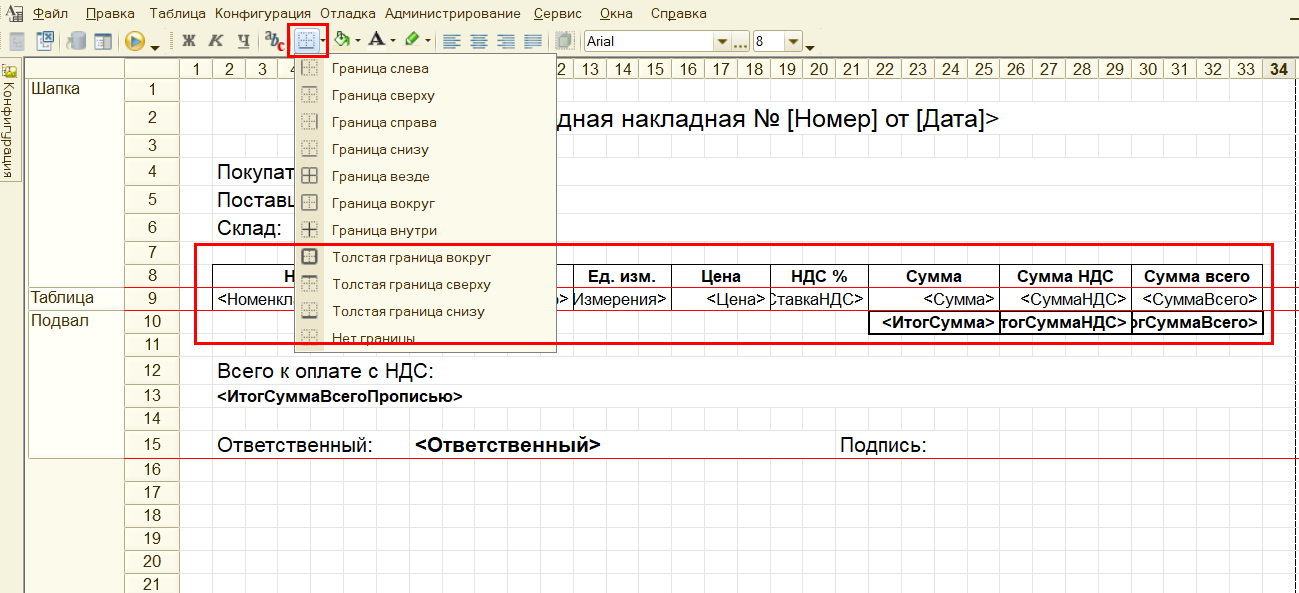 Файл Правка Таблица Конфигурация Отладка Администрирование Сервис Окна Справка
Ж К Ч abc A Arial 8
Конфигурация
1 2 3 4 2 13 14 15 16 17 18 19 20 21 22 23 24 25 26 27 28 29 30 31 32 33 34
Граница слева
Граница сверху
Граница справа
Граница снизу
Граница везде
Граница вокруг
Граница внутри
Толстая граница вокруг
Толстая граница сверху
Толстая граница снизу
Нет границы
Шапка 1
2 дная накладная № [Номер] от [Дата]>
3
4 Покупат
5 Постав
6 Склад:
7
8 Н Ед. изм. Цена НДС % Сумма Сумма НДС Сумма всего
Таблица 9 <Номенкл > Измерения> <Цена> СтавкаНДС> <Сумма> <СуммаНДС> <СуммаВсего>
Подвал 10 <ИтогСумма> тогСуммаНДС> огСуммаВсего>
11
12 Всего к оплате с НДС:
13 <ИтогСуммаВсегоПрописью>
14
15 Ответственный: <Ответственный> Подпись:
16
17
18
19
20
21